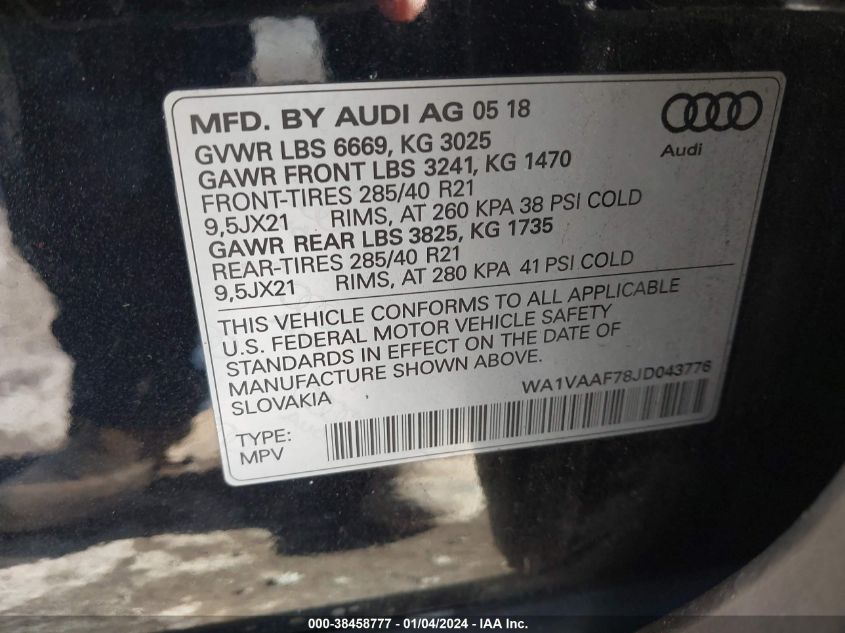 MFD. BY AUDI AG 05 18
GVWR LBS 6669, KG 3025
GAWR FRONT LBS 3241, KG 1470
FRONT-TIRES 285/40 R21
9,5JX21 RIMS, AT 260 KPA 38 PSI COLD
GAWR REAR LBS 3825, KG 1735
REAR-TIRES 285/40 R21
9,5JX21 RIMS, AT 280 KPA 41 PSI COLD
Audi
THIS VEHICLE CONFORMS TO ALL APPLICABLE
U.S. FEDERAL MOTOR VEHICLE SAFETY
STANDARDS IN EFFECT ON THE DATE OF
MANUFACTURE SHOWN ABOVE.
SLOVAKIA
WA1VAAF78JD043776
TYPE:
MPV
000-38458777 - 01/04/2024 - IAA Inc.